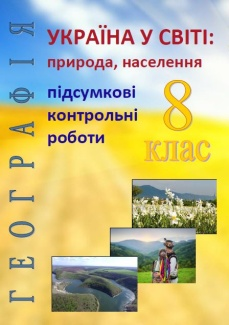 ГЕОГРАФІЯ
УКРАЇНА У СВІТІ:
природа, населення
підсумкові
контрольні
роботи
8
клас